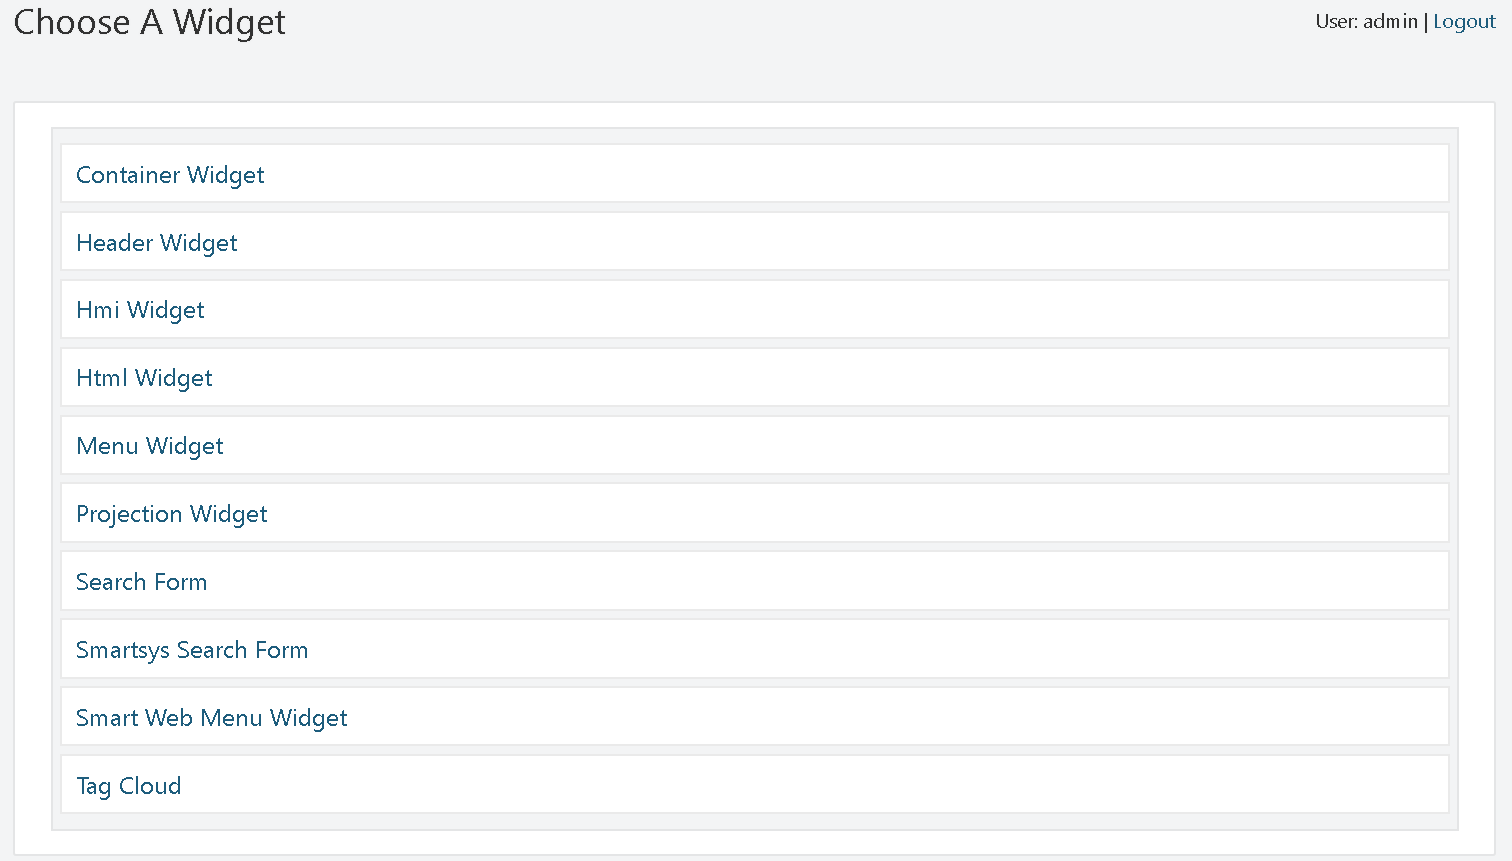 Choose A Widget
User: admin | Logout
Container Widget
Header Widget
Hmi Widget
Html Widget
Menu Widget
Projection Widget
Search Form
Smartsys Search Form
Smart Web Menu Widget
Tag Cloud